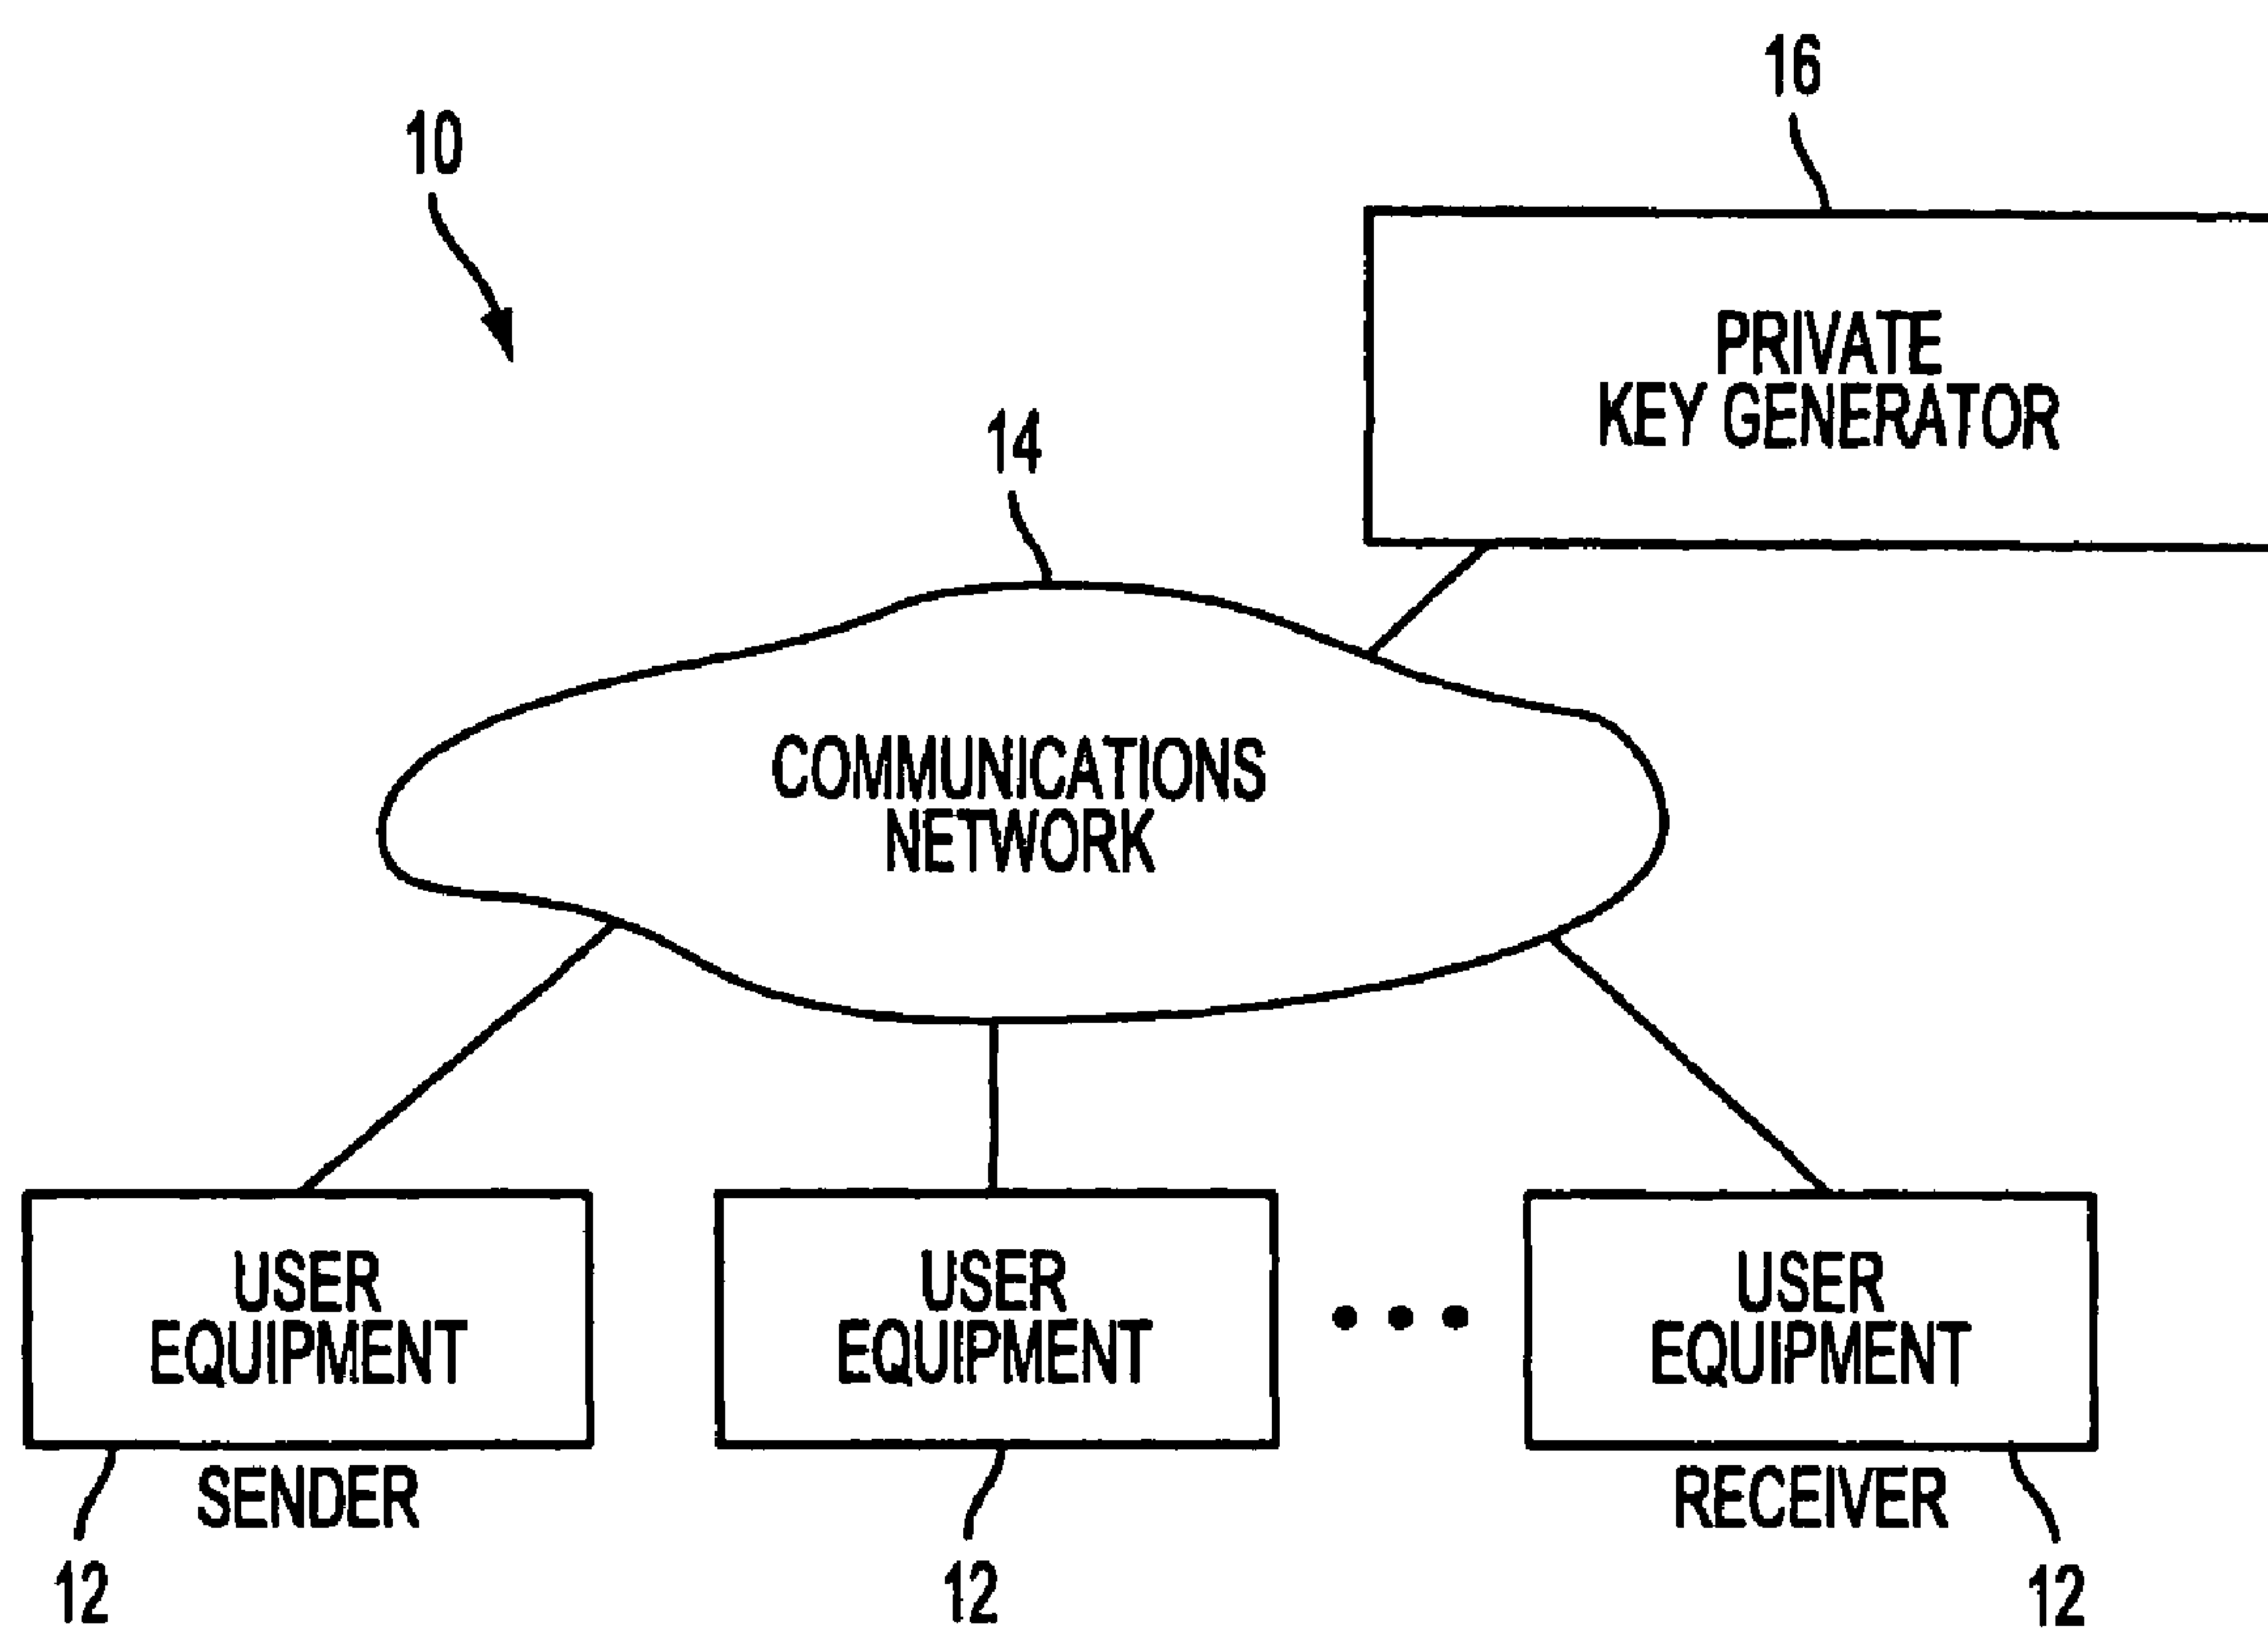 16
10
PRIVATE
KEY GENERATOR
14
COMMUNICATIONS
NETWORK
USER
EQUIPMENT
USER
EQUIPMENT
USER
EQUIPMENT
SENDER
RECEIVER
12
12
12